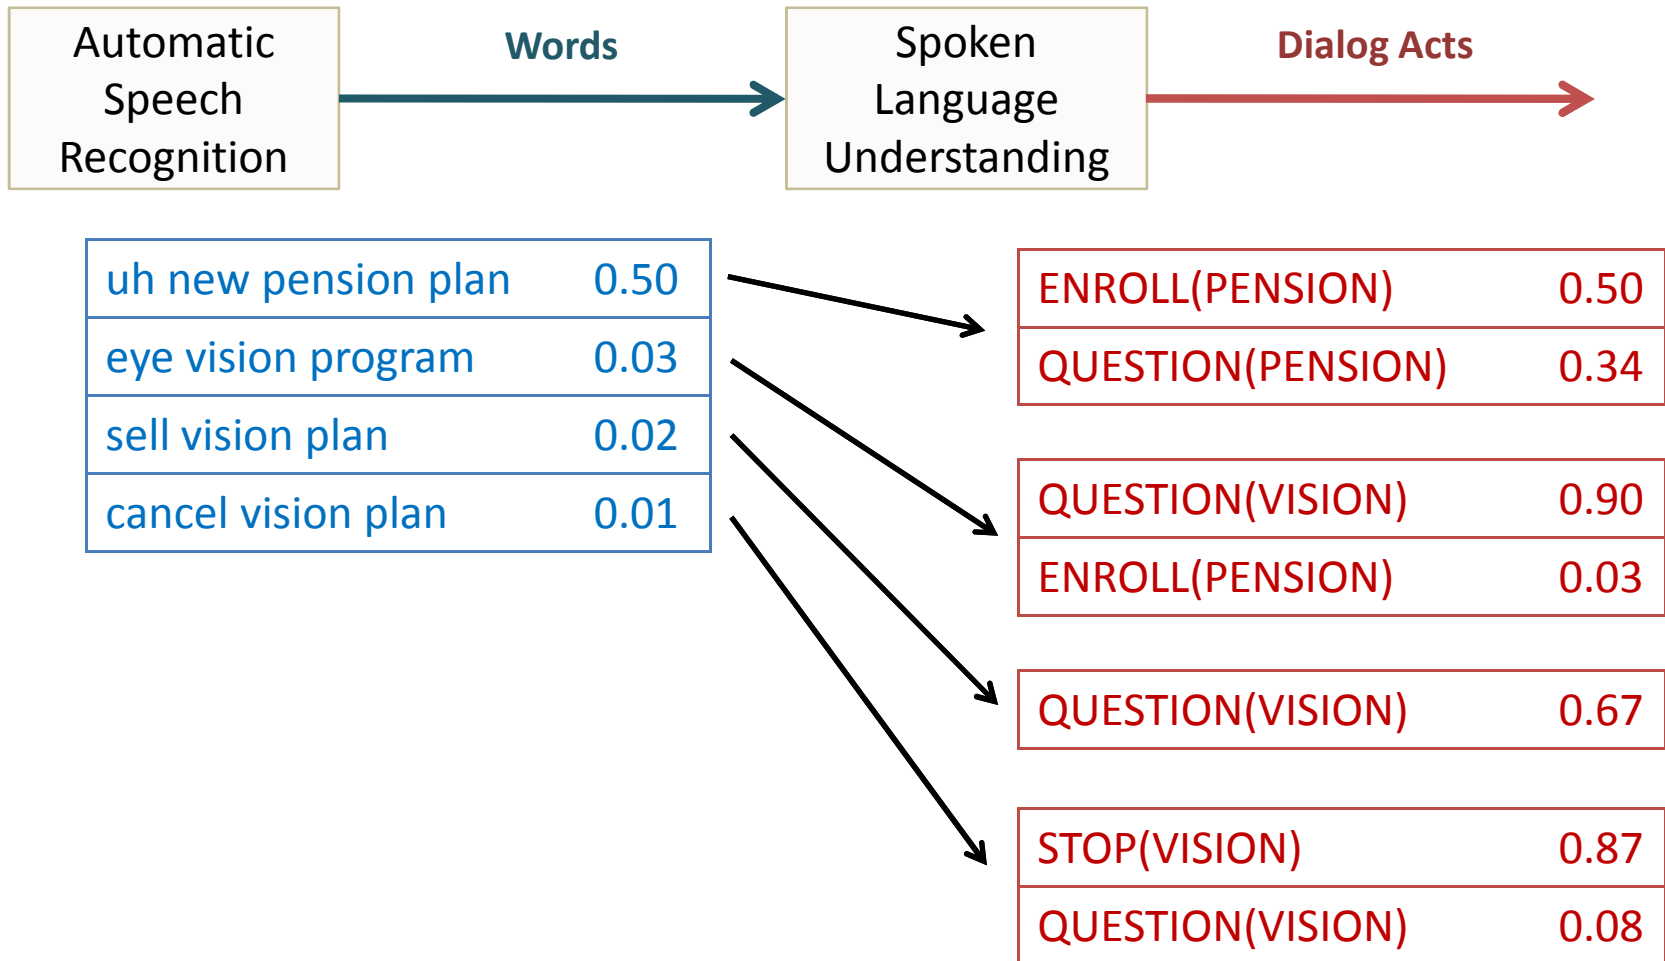 Automatic
Speech
Recognition
Words
Spoken
Language
Understanding
Dialog Acts
uh new pension plan 0.50
eye vision program 0.03
sell vision plan 0.02
cancel vision plan 0.01
ENROLL(PENSION) 0.50
QUESTION(PENSION) 0.34
QUESTION(VISION) 0.90
ENROLL(PENSION) 0.03
QUESTION(VISION) 0.67
STOP(VISION) 0.87
QUESTION(VISION) 0.08